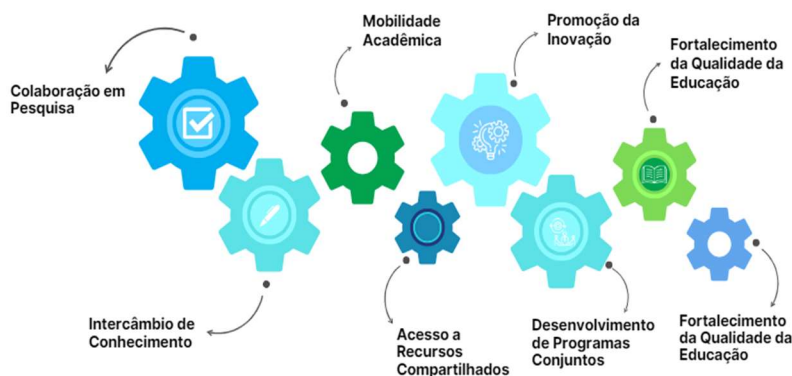 Colaboração em
Pesquisa
Mobilidade
Acadêmica
Promoção da
Inovação
Fortalecimento
da Qualidade da
Educação
Intercâmbio de
Conhecimento
Acesso a
Recursos
Compartilhados
Desenvolvimento
de Programas
Conjuntos
Fortalecimento
da Qualidade da
Educação